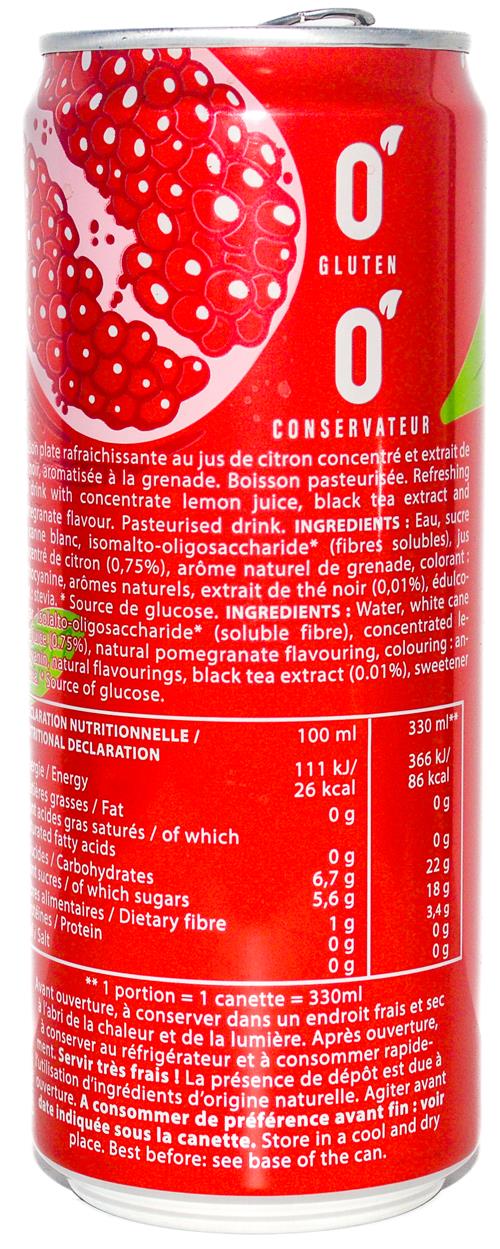 0
GLUTEN
0
CONSERVATEUR
plate rafraichissante au jus de citron concentré et extrait de
noir, aromatisée à la grenade. Boisson pasteurisée. Refreshing
drink with concentrate lemon juice, black tea extract and
flavour. Pasteurised drink. INGREDIENTS : Eau, sucre
canne blanc, isomalto-oligosaccharide* (fibres solubles), jus
de citron (0,75%), arôme naturel de grenade, colorant :
arômes naturels, extrait de thé noir (0,01%), édulco-
stevia. * Source de glucose. INGREDIENTS : Water, white cane
(soluble fibre), concentrated le-
0.75%), natural pomegranate flavouring, colouring : an-
natural flavourings, black tea extract (0.01%), sweetener
* Source of glucose.
NUTRITIONNELLE /
DECLARATION
100 ml
330 ml**
/ Energy
111 kJ/
26 kcal
366 kJ/
86 kcal
grasses / Fat
0 g
0 g
acides gras saturés / of which
fatty acids
0 g
0 g
/ Carbohydrates
6,7 g
22 g
sucres / of which sugars
5,6 g
18 g
alimentaires / Dietary fibre
1 g
3,4 g
/ Protein
0 g
0 g
/ Salt
0 g
0 g
** 1 portion = 1 canette = 330ml
Avant ouverture, à conserver dans un endroit frais et sec
à l'abri de la chaleur et de la lumière. Après ouverture,
à conserver au réfrigérateur et à consommer rapide-
ment. Servir très frais ! La présence de dépôt est due à
l'utilisation d'ingrédients d'origine naturelle. Agiter avant
ouverture. A consommer de préférence avant fin : voir
date indiquée sous la canette. Store in a cool and dry
place. Best before: see base of the can.